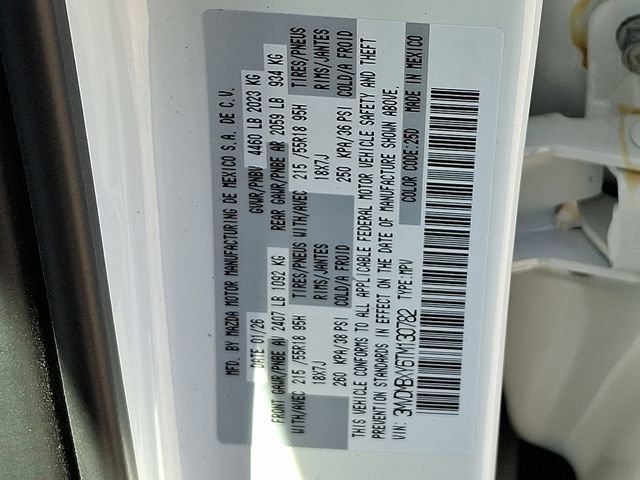 MFD. BY MAZDA MOTOR MANUFACTURING DE MEXICO S.A. DE C.V.
DATE 01/26 GVWR/PNBV 4460 LB 2023 KG
FRONT GAWR/PNBE AV 2407 LB 1092 KG REAR GAWR/PNBE AR 2059 LB 934 KG
WITH/AVEC 215 /55R18 95H TIRES/PNEUS WITH/AVEC 215 /55R18 95H TIRES/PNEUS
18X7J RIMS/JANTES 18X7J RIMS/JANTES
260 KPA/38 PSI COLD/A FROID 250 KPA/36 PSI COLD/A FROID
THIS VEHICLE CONFORMS TO ALL APPLICABLE FEDERAL MOTOR VEHICLE SAFETY AND THEFT
PREVENTION STANDARDS IN EFFECT ON THE DATE OF MANUFACTURE SHOWN ABOVE.
VIN: 3MVDMBXY6TM130782 TYPE:MPV COLOR CODE:25D MADE IN MEXICO